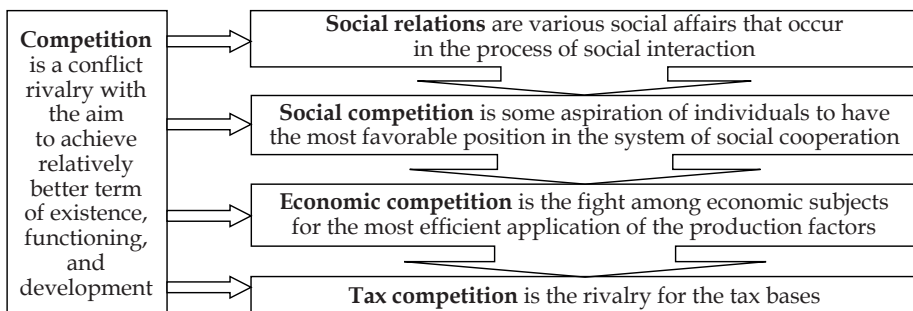 Competition
is a conflict
rivalry with
the aim
to achieve
relatively
better term
of existence,
functioning,
and
development
Social relations are various social affairs that occur
in the process of social interaction
Social competition is some aspiration of individuals to have
the most favorable position in the system of social cooperation
Economic competition is the fight among economic subjects
for the most efficient application of the production factors
Tax competition is the rivalry for the tax bases